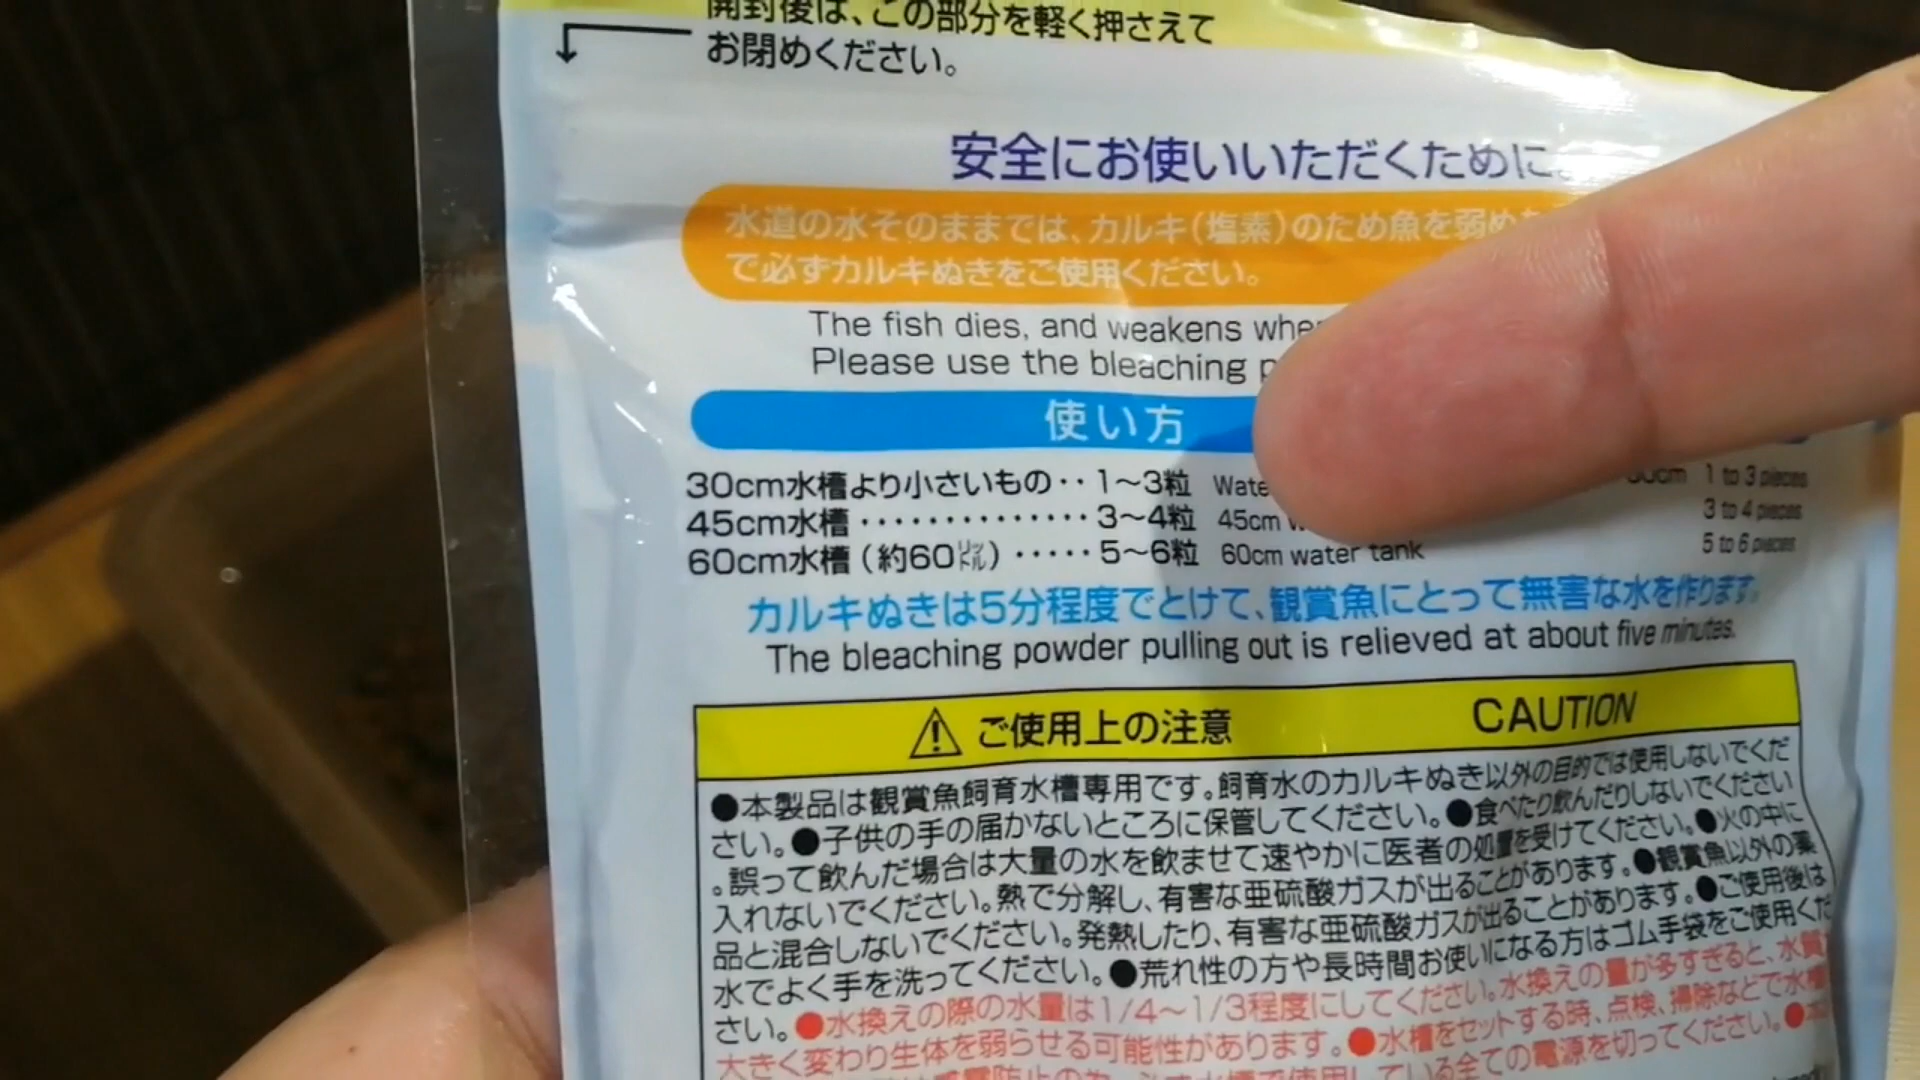 開封後は、この部分を軽く押さえて
お閉めください。
安全にお使いいただくために
水道の水そのままでは、カルキ（塩素）のため魚を弱め
で必ずカルキぬきをご使用ください。
The fish dies, and weakens
Please use the bleaching
使い方
30cm水槽より小さいもの‥1〜3粒 1 to 3 pieces
45cm水槽‥‥‥‥‥‥‥3〜4粒 45cm 3 to 4 pieces
60cm水槽（約60リットル）‥‥‥5〜6粒 60cm water tank 5 to 6 pieces
カルキぬきは5分程度でとけて、観賞魚にとって無害な水を作ります。
The bleaching powder pulling out is relieved at about five minutes.
⚠ご使用上の注意 CAUTION
●本製品は観賞魚飼育水槽専用です。飼育水のカルキぬき以外の目的では使用しないでくだ
さい。●子供の手の届かないところに保管してください。●食べたり飲んだりしないでください
。誤って飲んだ場合は大量の水を飲ませて速やかに医者の処置を受けてください。●火の中に
入れないでください。熱で分解し、有害な亜硫酸ガスが出ることがあります。●観賞魚以外の薬
品と混合しないでください。発熱したり、有害な亜硫酸ガスが出ることがあります。●ご使用後は
水でよく手を洗ってください。●荒れ性の方や長時間お使いになる方はゴム手袋をご使用くだ
さい。●水換えの際の水量は1/4〜1/3程度にしてください。水換えの量が多すぎると、水質
大きく変わり生体を弱らせる可能性があります。●水槽をセットする時、点検、掃除などで水槽
水槽で使用している全ての電源を切ってください。●